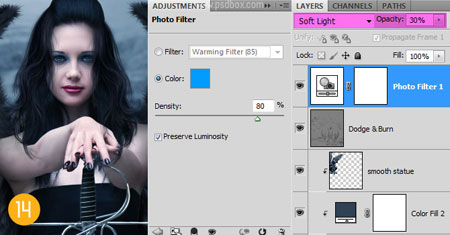 14
www.psdbox.com
ADJUSTMENTS
Photo Filter
Filter: Warming Filter (85)
Color:
Density: 80 %
Preserve Luminosity
LAYERS CHANNELS PATHS
Soft Light Opacity: 30%
Unify: Propagate Frame 1
Lock: Fill: 100%
Photo Filter 1
Dodge & Burn
smooth statue
Color Fill 2